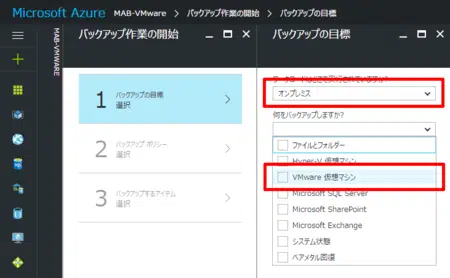 Microsoft Azure MAB-VMware > バックアップ作業の開始 > バックアップの目標
MAB-VMWARE
バックアップ作業の開始
1 バックアップの目標
選択
2 バックアップ ポリシー
選択
3 バックアップするアイテム
選択
バックアップの目標
オンプレミス
何をバックアップしますか?
ファイルとフォルダー
Hyper-V 仮想マシン
VMware 仮想マシン
Microsoft SQL Server
Microsoft SharePoint
Microsoft Exchange
システム状態
ベアメタル回復